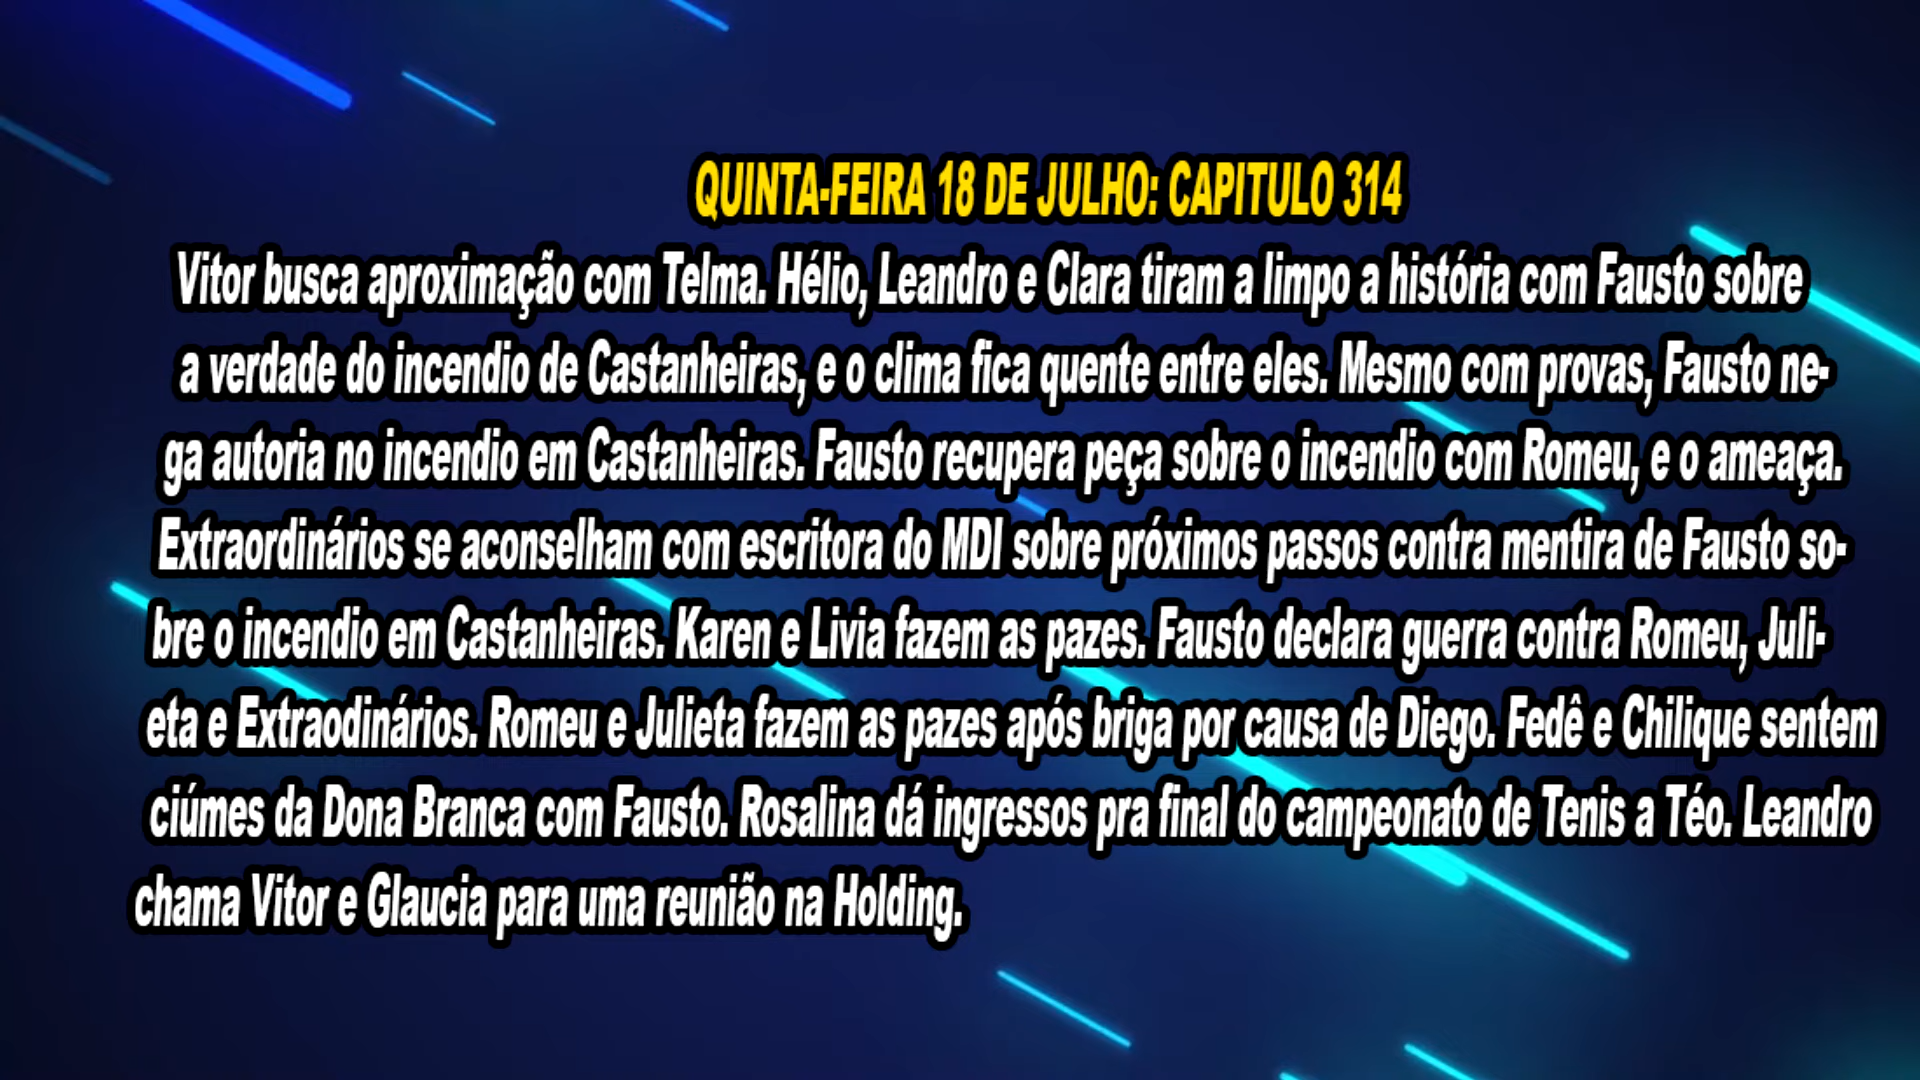 QUINTA-FEIRA 18 DE JULHO: CAPITULO 314
Vitor busca aproximação com Telma. Hélio, Leandro e Clara tiram a limpo a história com Fausto sobre
a verdade do incendio de Castanheiras, e o clima fica quente entre eles. Mesmo com provas, Fausto ne-
ga autoria no incendio em Castanheiras. Fausto recupera peça sobre o incendio com Romeu, e o ameaça.
Extraordinários se aconselham com escritora do MDI sobre próximos passos contra mentira de Fausto so-
bre o incendio em Castanheiras. Karen e Livia fazem as pazes. Fausto declara guerra contra Romeu, Juli-
eta e Extraodinários. Romeu e Julieta fazem as pazes após briga por causa de Diego. Fedê e Chilique sentem
ciúmes da Dona Branca com Fausto. Rosalina dá ingressos pra final do campeonato de Tenis a Téo. Leandro
chama Vitor e Glaucia para uma reunião na Holding.